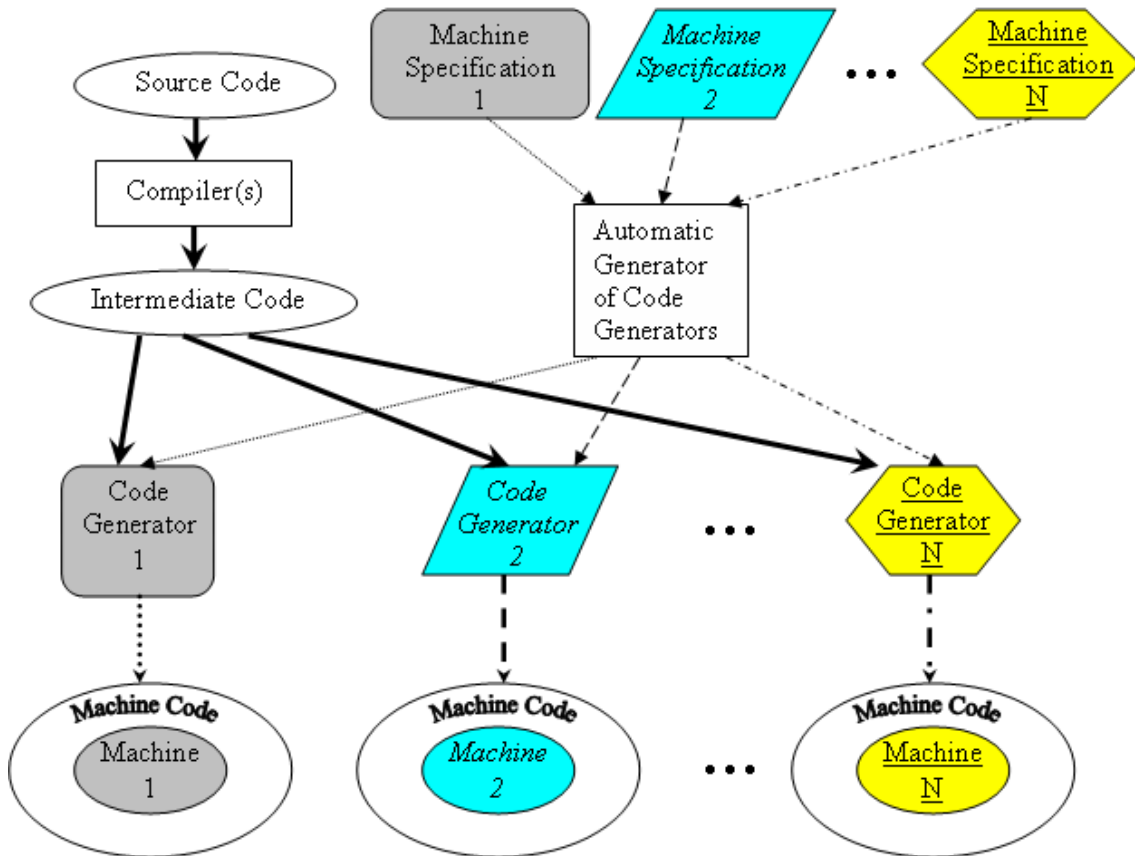 Machine
Specification
1
Machine
Specification
2
• • •
Machine
Specification
N
Source Code
Compiler(s)
Intermediate Code
Automatic
Generator
of Code
Generators
Code
Generator
1
Code
Generator
2
• • •
Code
Generator
N
Machine Code
Machine
1
Machine Code
Machine
2
• • •
Machine Code
Machine
N